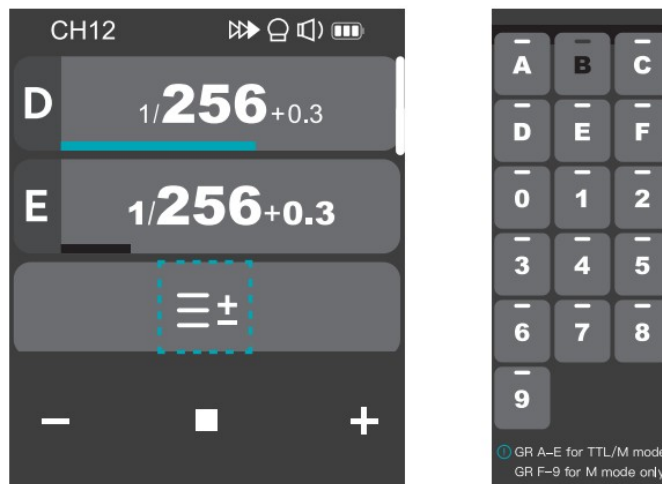 CH12
D 1/256+0.3
E 1/256+0.3
A B C
D E F
0 1 2
3 4 5
6 7 8
9
GR A–E for TTL/M mode
GR F–9 for M mode only